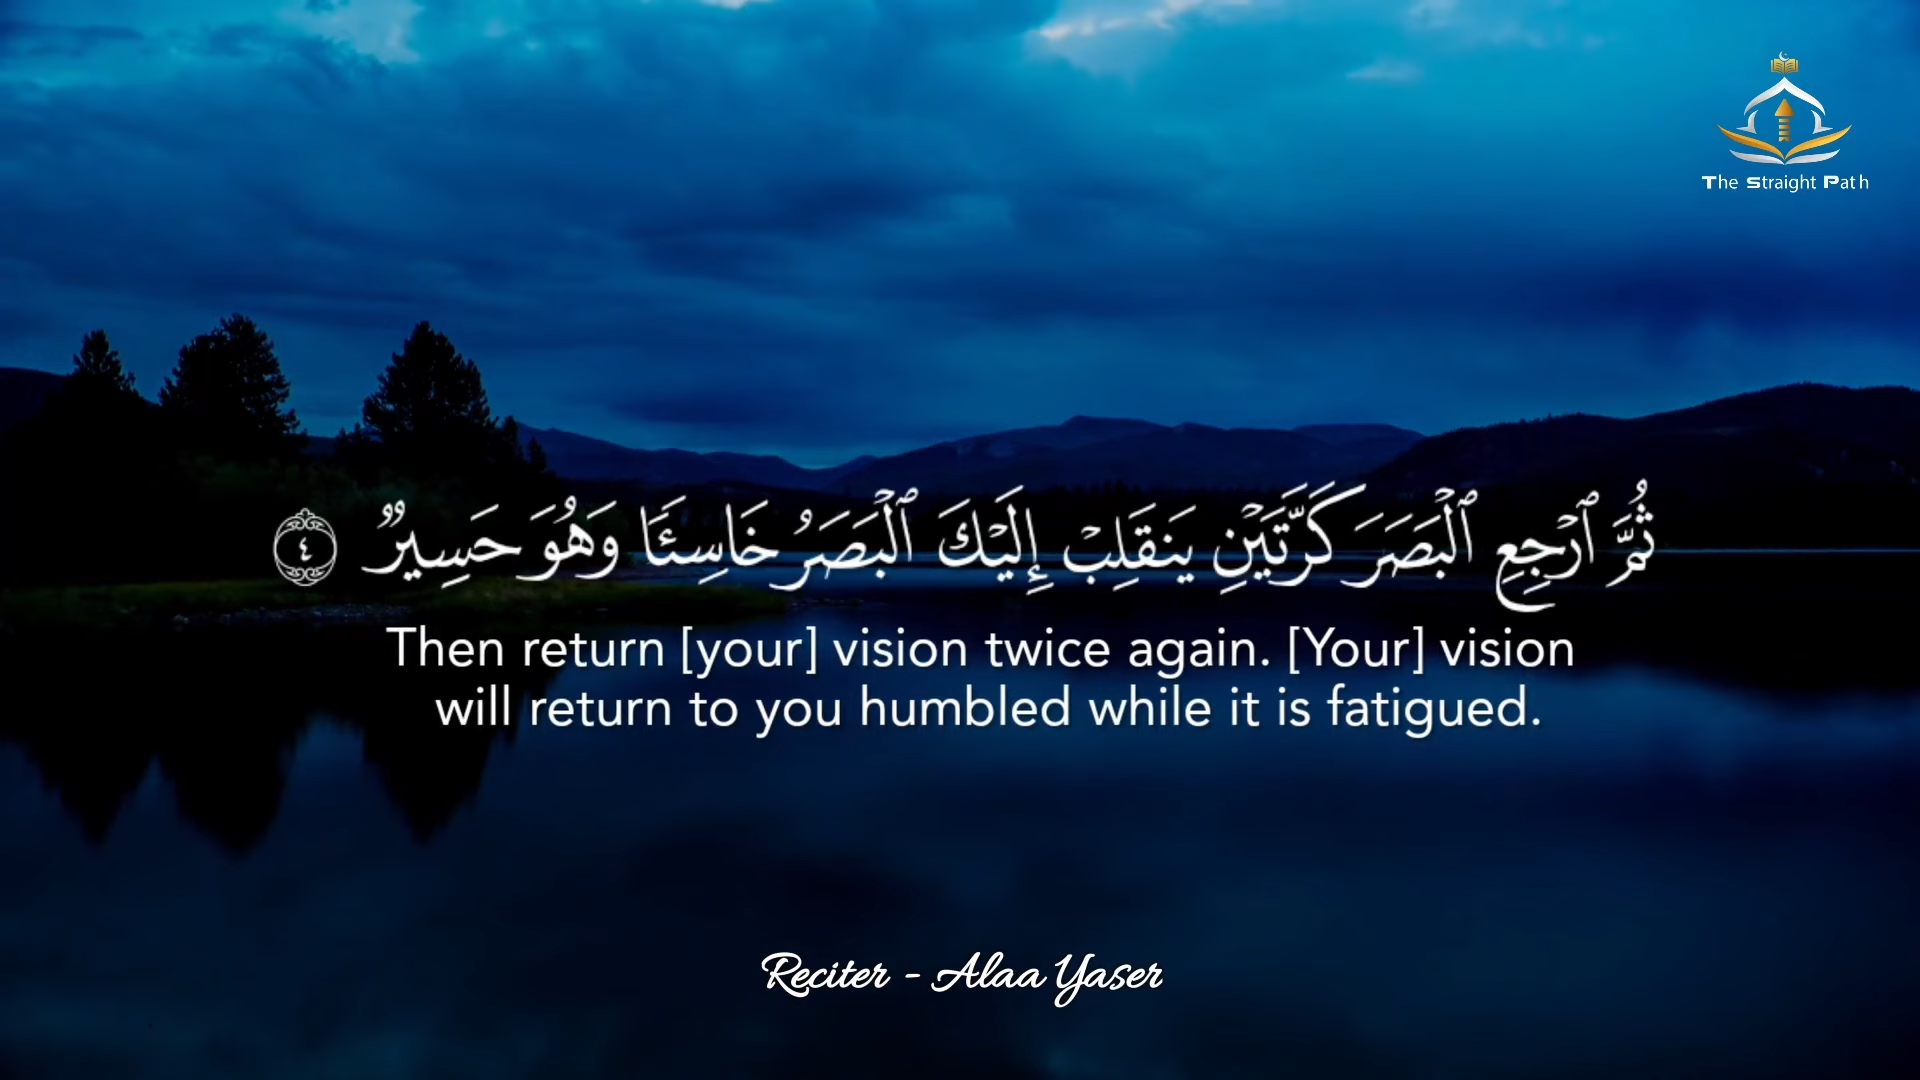 The Straight Path
ثُمَّ ٱرْجِعِ ٱلْبَصَرَ كَرَّتَيْنِ يَنقَلِبْ إِلَيْكَ ٱلْبَصَرُ خَاسِئًا وَهُوَ حَسِيرٌ ٤
Then return [your] vision twice again. [Your] vision
will return to you humbled while it is fatigued.
Reciter - Alaa Yaser